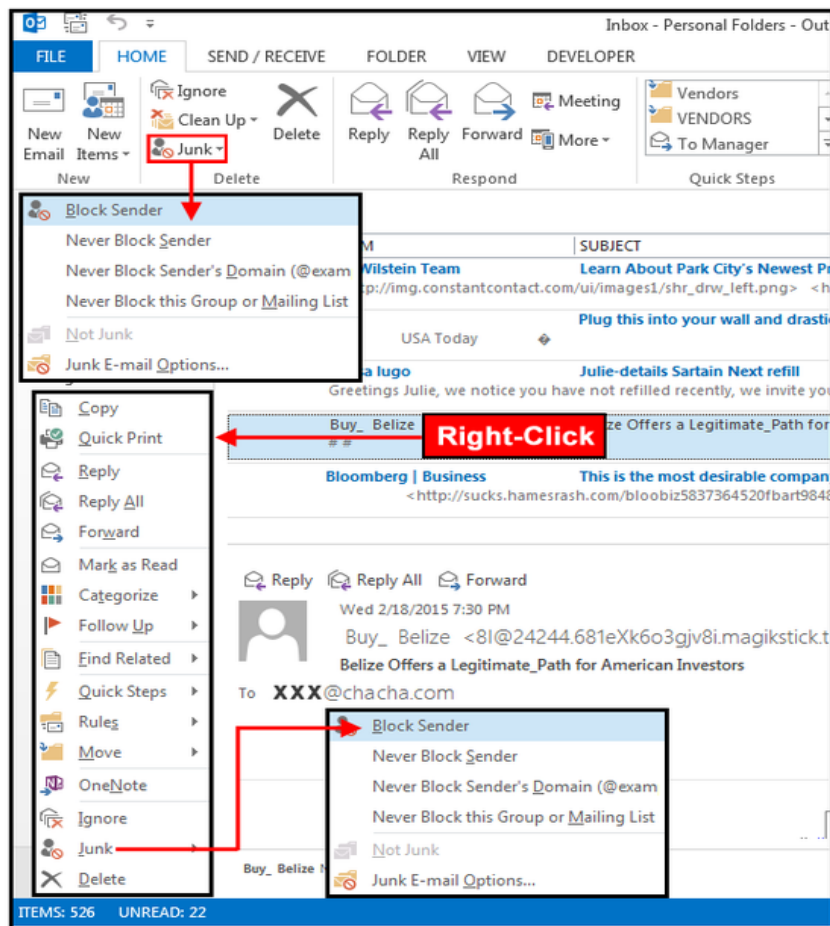 Inbox - Personal Folders - Out
FILE HOME SEND / RECEIVE FOLDER VIEW DEVELOPER
New Email
New Items
Ignore
Clean Up
Junk
Delete
Reply
Reply All
Forward
Meeting
More
Vendors
VENDORS
To Manager
New Delete Respond Quick Steps
Block Sender
Never Block Sender
Never Block Sender's Domain (@exam
Never Block this Group or Mailing List
Not Junk
Junk E-mail Options...
M SUBJECT
Wilstein Team Learn About Park City's Newest Pr
p://img.constantcontact.com/ui/images1/shr_drw_left.png> <h
Plug this into your wall and drasti
USA Today �
a lugo Julie-details Sartain Next refill
Greetings Julie, we notice you have not refilled recently, we invite you
Buy_ Belize ize Offers a Legitimate_Path for
# #
Right-Click
Bloomberg | Business This is the most desirable compan
<http://sucks.hamesrash.com/bloobiz5837364520fbart9848
Copy
Quick Print
Reply
Reply All
Forward
Mark as Read
Categorize
Follow Up
Find Related
Quick Steps
Rules
Move
OneNote
Ignore
Junk
Delete
Reply Reply All Forward
Wed 2/18/2015 7:30 PM
Buy_ Belize <8I@24244.681eXk6o3gjv8i.magikstick.t
Belize Offers a Legitimate_Path for American Investors
To XXX@chacha.com
Block Sender
Never Block Sender
Never Block Sender's Domain (@exam
Never Block this Group or Mailing List
Not Junk
Junk E-mail Options...
Buy_ Belize
ITEMS: 526 UNREAD: 22